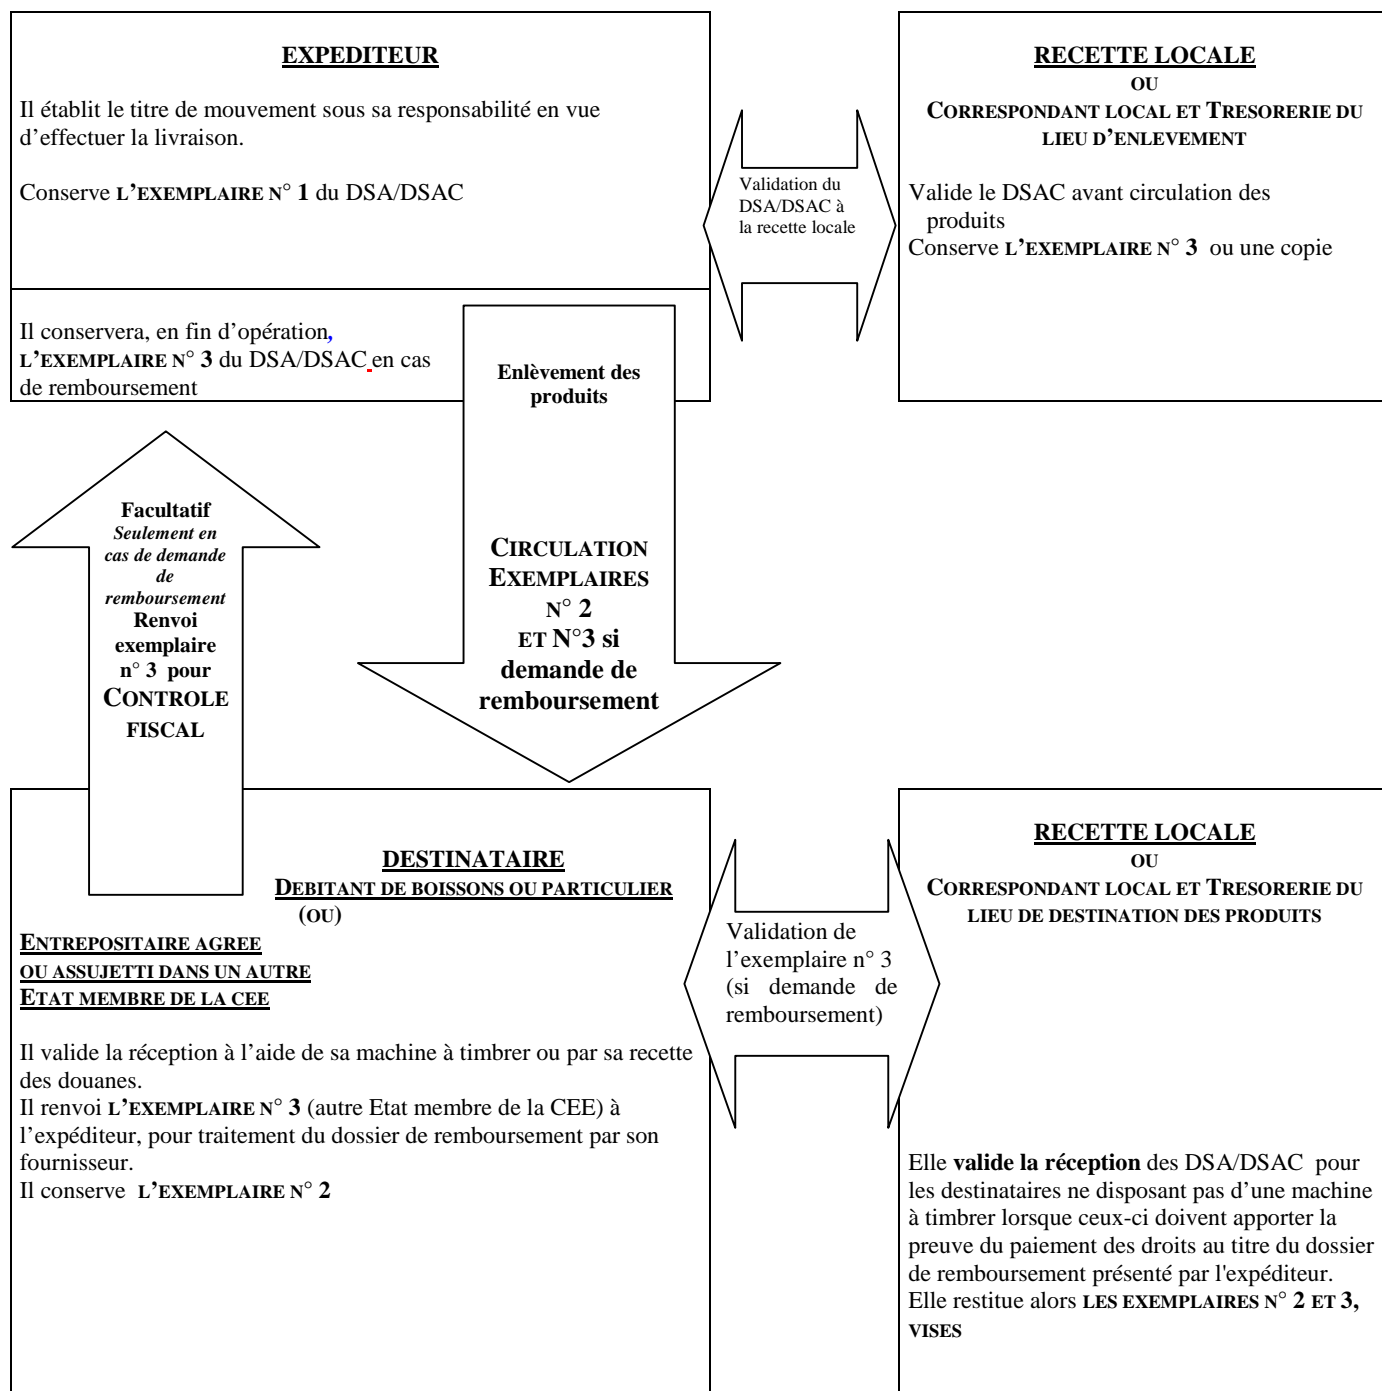 EXPEDITEUR
Il établit le titre de mouvement sous sa responsabilité en vue
d’effectuer la livraison.
Conserve L’EXEMPLAIRE N° 1 du DSA/DSAC
Validation du
DSA/DSAC à
la recette locale
RECETTE LOCALE
OU
CORRESPONDANT LOCAL ET TRESORERIE DU
LIEU D’ENLEVEMENT
Valide le DSAC avant circulation des
produits
Conserve L’EXEMPLAIRE N° 3 ou une copie
Il conservera, en fin d’opération,
L’EXEMPLAIRE N° 3 du DSA/DSAC en cas
de remboursement
Enlèvement des
produits
CIRCULATION
EXEMPLAIRES
N° 2
ET N°3 si
demande de
remboursement
Facultatif
Seulement en
cas de demande
de
remboursement
Renvoi
exemplaire
n° 3 pour
CONTROLE
FISCAL
DESTINATAIRE
DEBITANT DE BOISSONS OU PARTICULIER
(OU)
ENTREPOSITAIRE AGREE
OU ASSUJETTI DANS UN AUTRE
ETAT MEMBRE DE LA CEE
Il valide la réception à l’aide de sa machine à timbrer ou par sa recette
des douanes.
Il renvoi L’EXEMPLAIRE N° 3 (autre Etat membre de la CEE) à
l’expéditeur, pour traitement du dossier de remboursement par son
fournisseur.
Il conserve L’EXEMPLAIRE N° 2
Validation de
l’exemplaire n° 3
(si demande de
remboursement)
RECETTE LOCALE
OU
CORRESPONDANT LOCAL ET TRESORERIE DU
LIEU DE DESTINATION DES PRODUITS
Elle valide la réception des DSA/DSAC pour
les destinataires ne disposant pas d’une machine
à timbrer lorsque ceux-ci doivent apporter la
preuve du paiement des droits au titre du dossier
de remboursement présenté par l'expéditeur.
Elle restitue alors LES EXEMPLAIRES N° 2 ET 3,
VISES